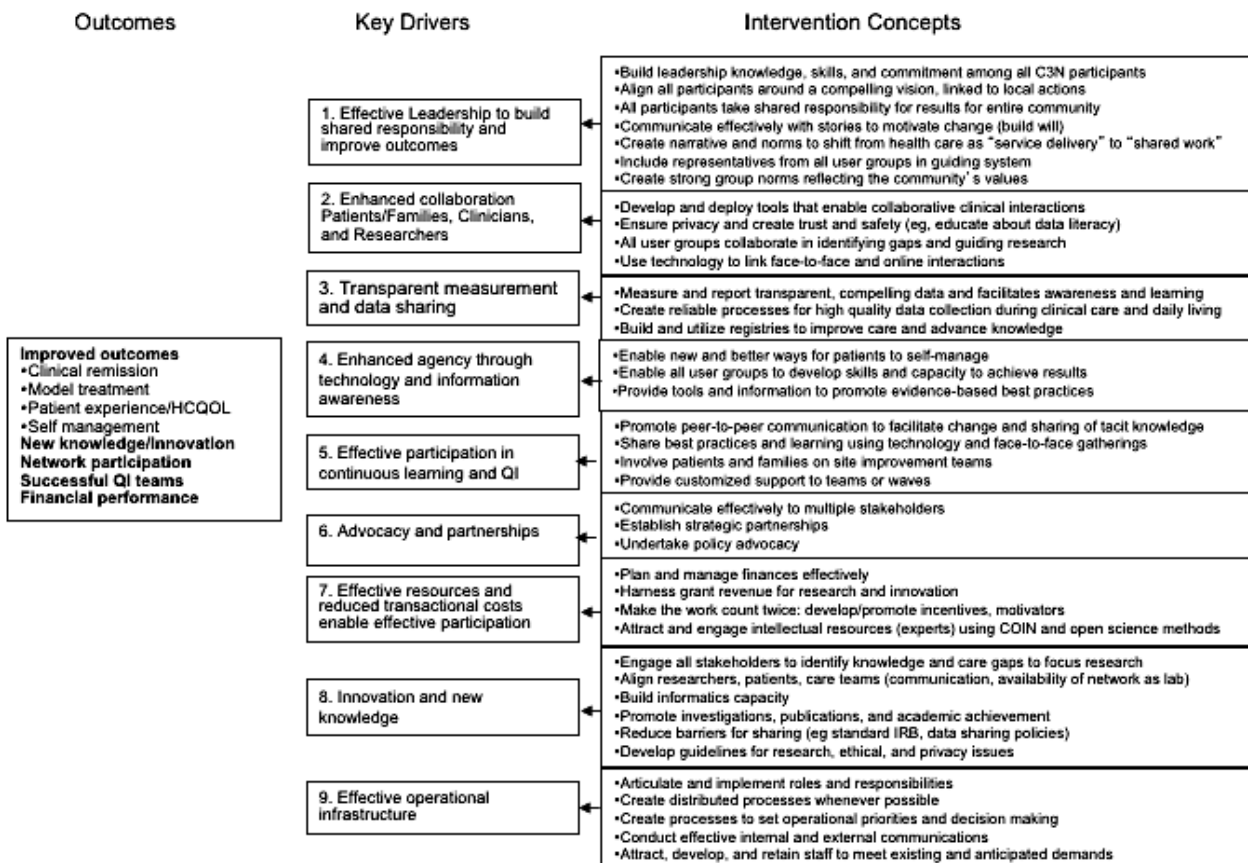 Outcomes
Key Drivers
Intervention Concepts
Improved outcomes
•Clinical remission
•Model treatment
•Patient experience/HCQOL
•Self management
New knowledge/Innovation
Network participation
Successful QI teams
Financial performance
1. Effective Leadership to build
shared responsibility and
improve outcomes
•Build leadership knowledge, skills, and commitment among all C3N participants
•Align all participants around a compelling vision, linked to local actions
•All participants take shared responsibility for results for entire community
•Communicate effectively with stories to motivate change (build will)
•Create narrative and norms to shift from health care as “service delivery” to “shared work”
•Include representatives from all user groups in guiding system
•Create strong group norms reflecting the community’s values
2. Enhanced collaboration
Patients/Families, Clinicians,
and Researchers
•Develop and deploy tools that enable collaborative clinical interactions
•Ensure privacy and create trust and safety (eg, educate about data literacy)
•All user groups collaborate in identifying gaps and guiding research
•Use technology to link face-to-face and online interactions
3. Transparent measurement
and data sharing
•Measure and report transparent, compelling data and facilitates awareness and learning
•Create reliable processes for high quality data collection during clinical care and daily living
•Build and utilize registries to improve care and advance knowledge
4. Enhanced agency through
technology and information
awareness
•Enable new and better ways for patients to self-manage
•Enable all user groups to develop skills and capacity to achieve results
•Provide tools and information to promote evidence-based best practices
5. Effective participation in
continuous learning and QI
•Promote peer-to-peer communication to facilitate change and sharing of tacit knowledge
•Share best practices and learning using technology and face-to-face gatherings
•Involve patients and families on site improvement teams
•Provide customized support to teams or waves
6. Advocacy and partnerships
•Communicate effectively to multiple stakeholders
•Establish strategic partnerships
•Undertake policy advocacy
7. Effective resources and
reduced transactional costs
enable effective participation
•Plan and manage finances effectively
•Harness grant revenue for research and innovation
•Make the work count twice: develop/promote incentives, motivators
•Attract and engage intellectual resources (experts) using COIN and open science methods
8. Innovation and new
knowledge
•Engage all stakeholders to identify knowledge and care gaps to focus research
•Align researchers, patients, care teams (communication, availability of network as lab)
•Build informatics capacity
•Promote investigations, publications, and academic achievement
•Reduce barriers for sharing (eg standard IRB, data sharing policies)
•Develop guidelines for research, ethical, and privacy issues
9. Effective operational
infrastructure
•Articulate and implement roles and responsibilities
•Create distributed processes whenever possible
•Create processes to set operational priorities and decision making
•Conduct effective internal and external communications
•Attract, develop, and retain staff to meet existing and anticipated demands